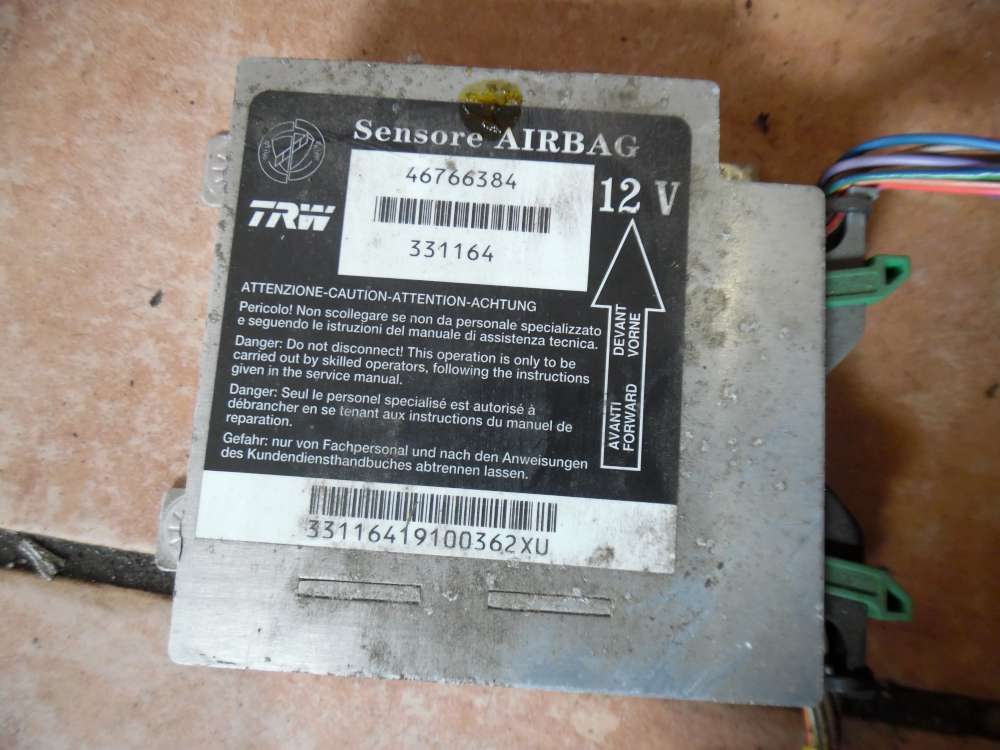 Sensore AIRBAG
46766384
12 V
TRW
331164
ATTENZIONE-CAUTION-ATTENTION-ACHTUNG
Pericolo! Non scollegare se non da personale specializzato
e seguendo le istruzioni del manuale di assistenza tecnica.
Danger: Do not disconnect! This operation is only to be
carried out by skilled operators, following the instructions
given in the service manual.
Danger: Seul le personel specialisé est autorisé à
débrancher en se tenant aux instructions du manuel de
reparation.
Gefahr: nur von Fachpersonal und nach den Anweisungen
des Kundendiensthandbuches abtrennen lassen.
AVANTI DEVANT
FORWARD VORNE
33116419100362XU